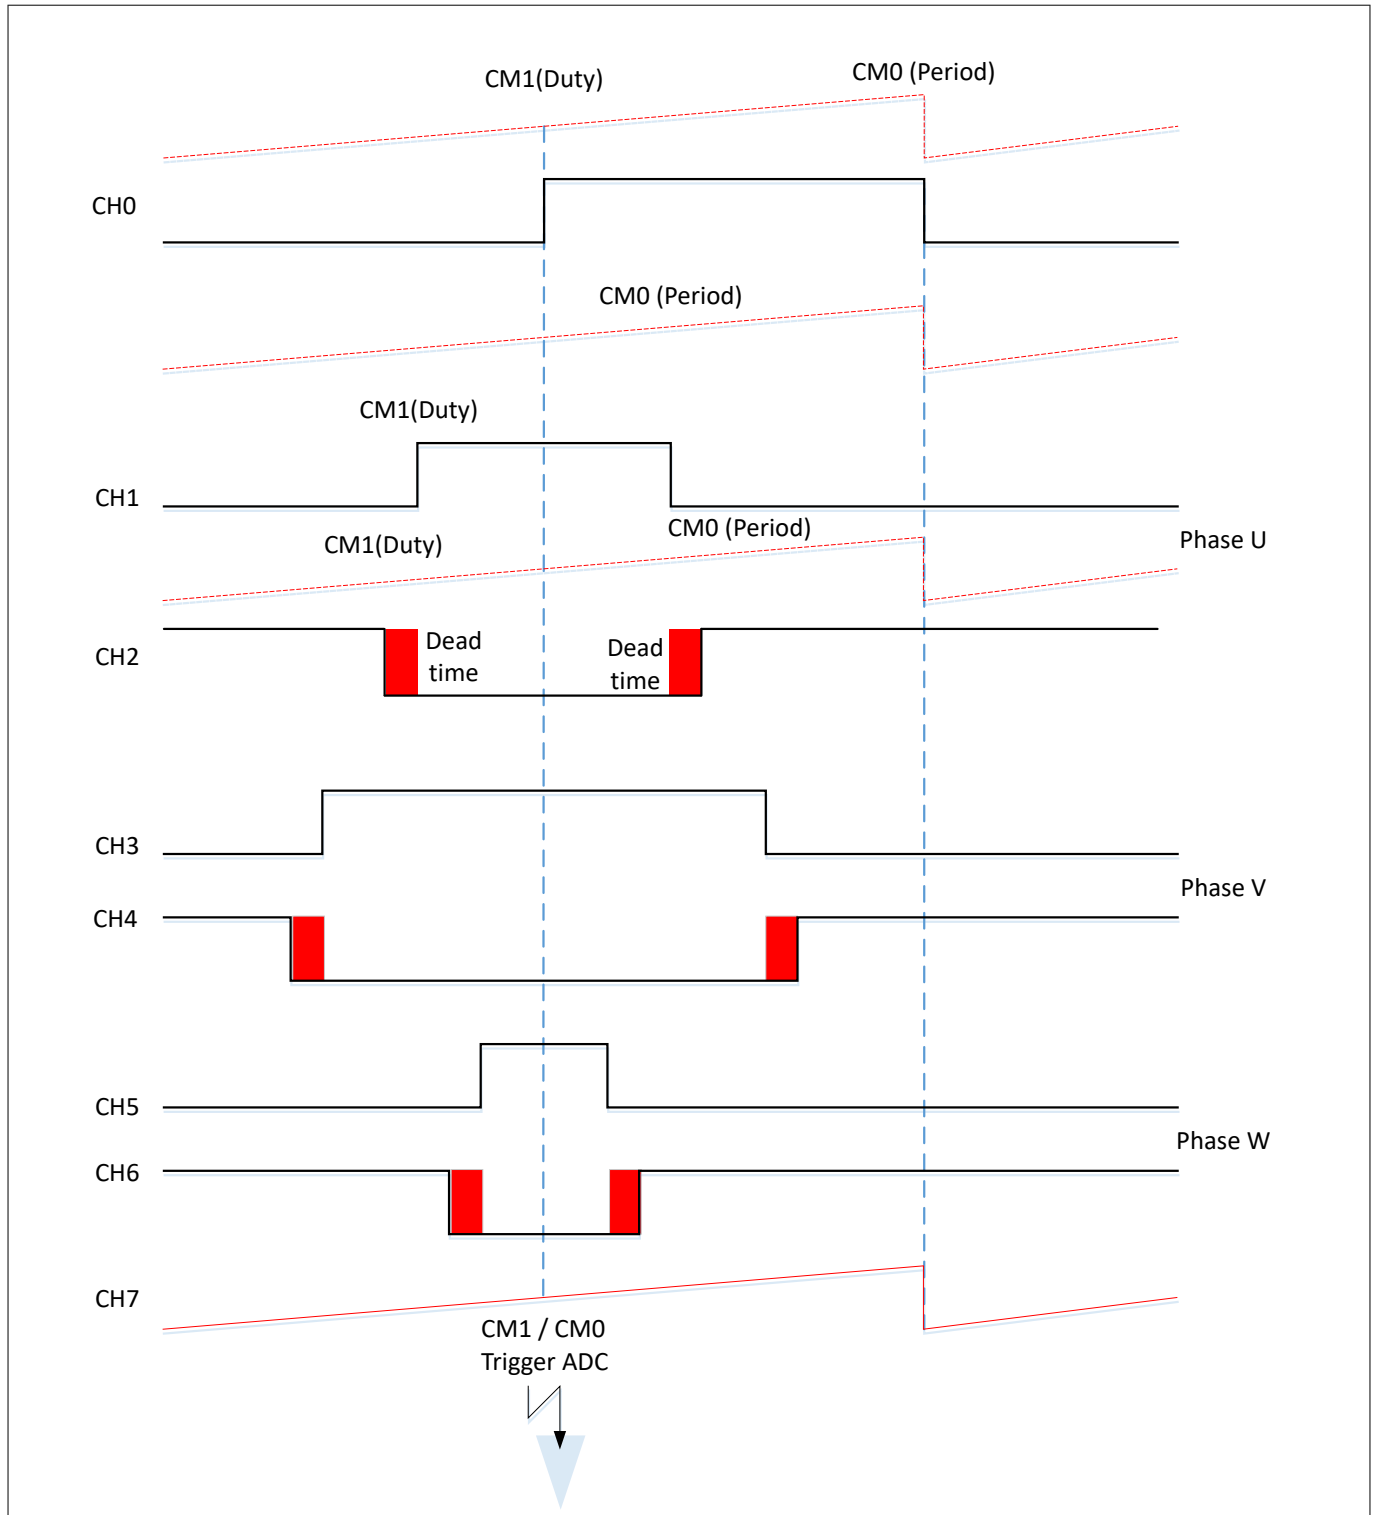 CM1(Duty)
CM0 (Period)
CH0
CM0 (Period)
CM1(Duty)
CH1
CM0 (Period)
Phase U
CM1(Duty)
CH2
Dead
time
Dead
time
CH3
Phase V
CH4
CH5
Phase W
CH6
CH7
CM1 / CM0
Trigger ADC